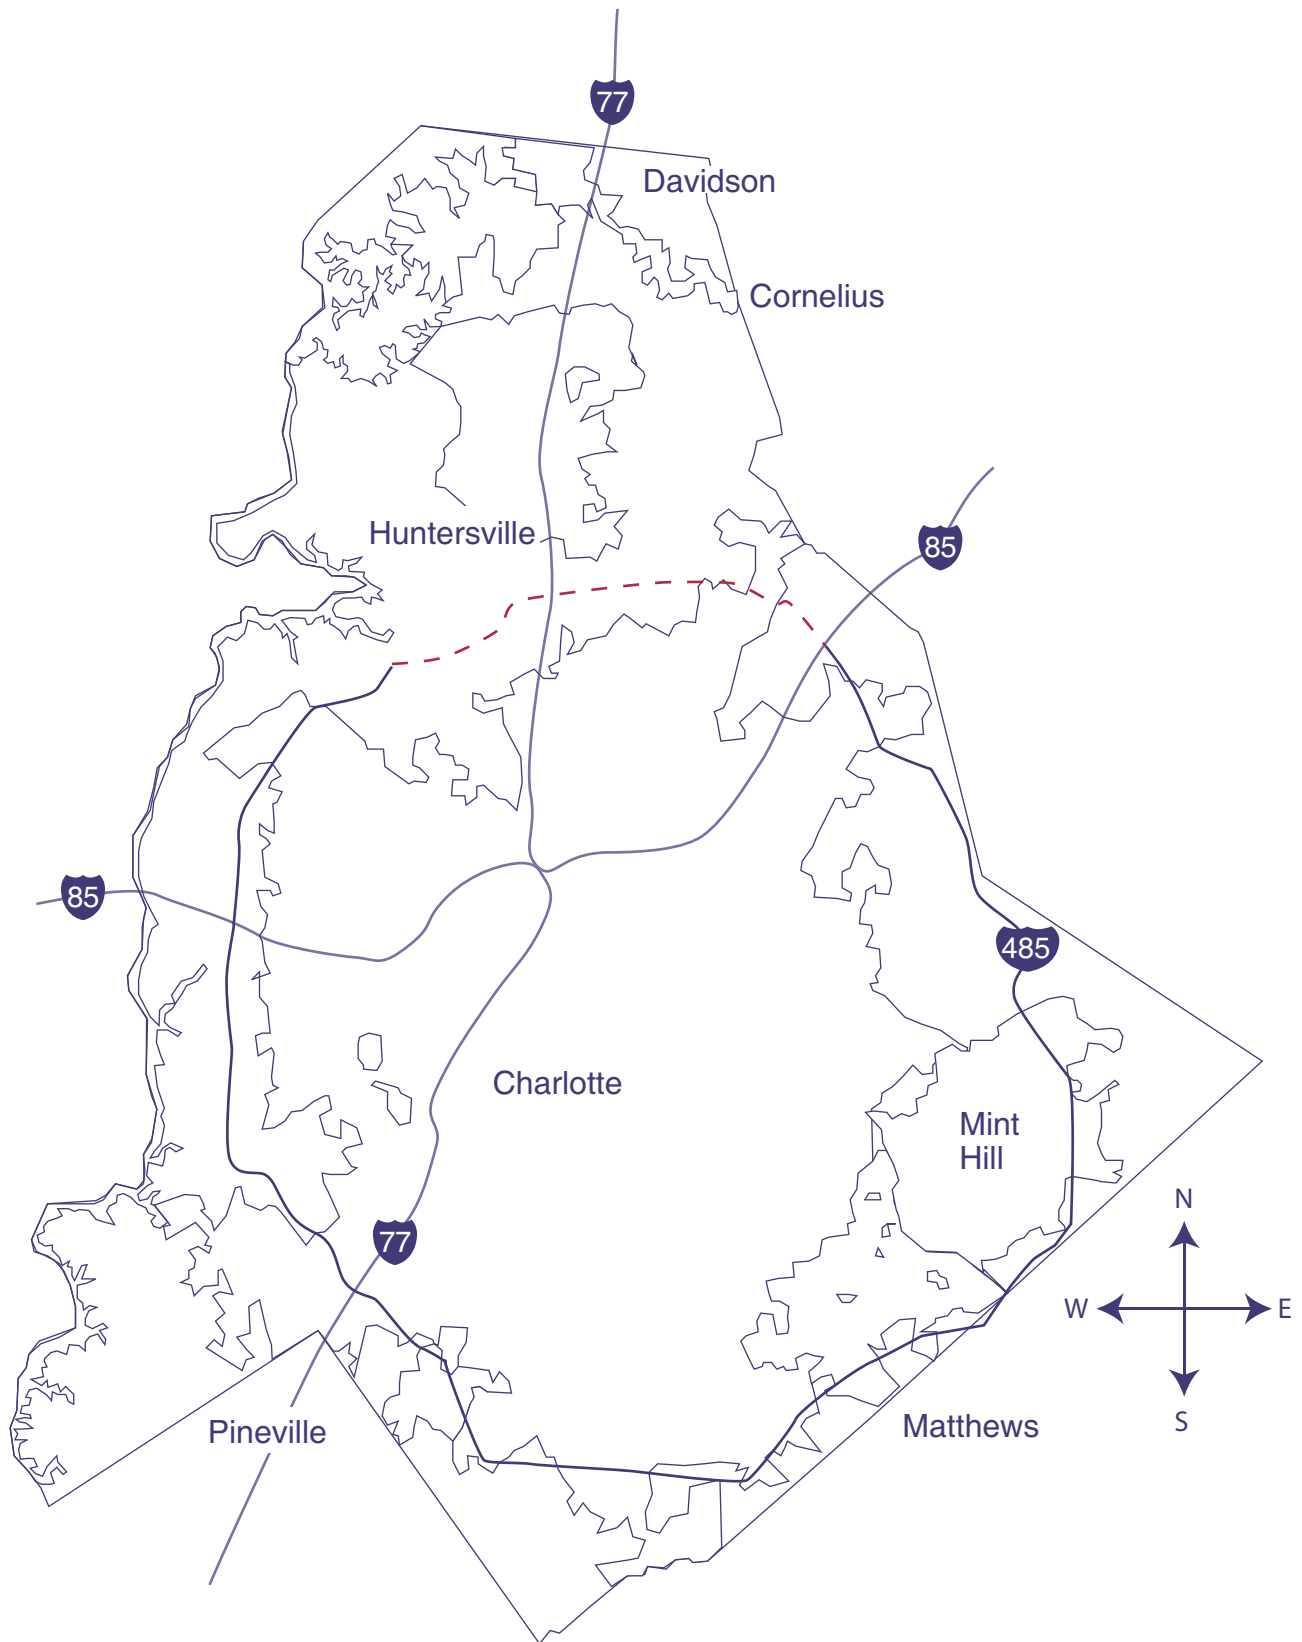 77
Davidson
Cornelius
Huntersville
85
85
485
Charlotte
Mint
Hill
N
77
W
E
Pineville
Matthews
S